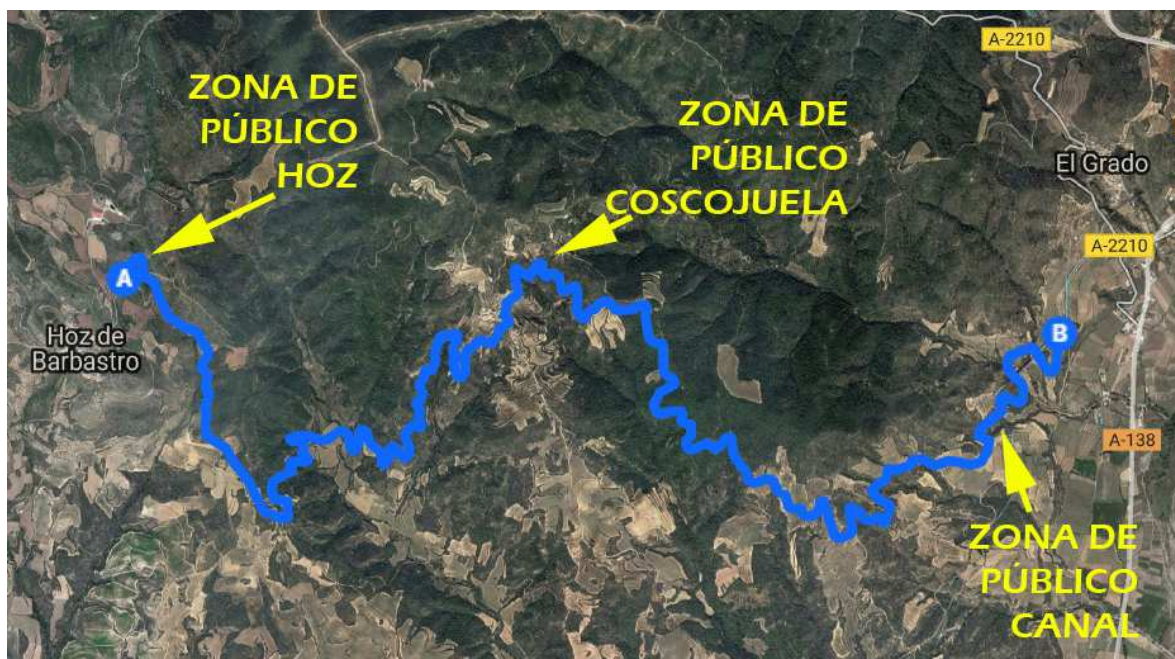 A-2210
ZONA DE
PÚBLICO
HOZ
ZONA DE
PÚBLICO
COSCOJUELA
El Grado
A-2210
A
Hoz de
Barbastro
B
A-138
ZONA DE
PÚBLICO
CANAL